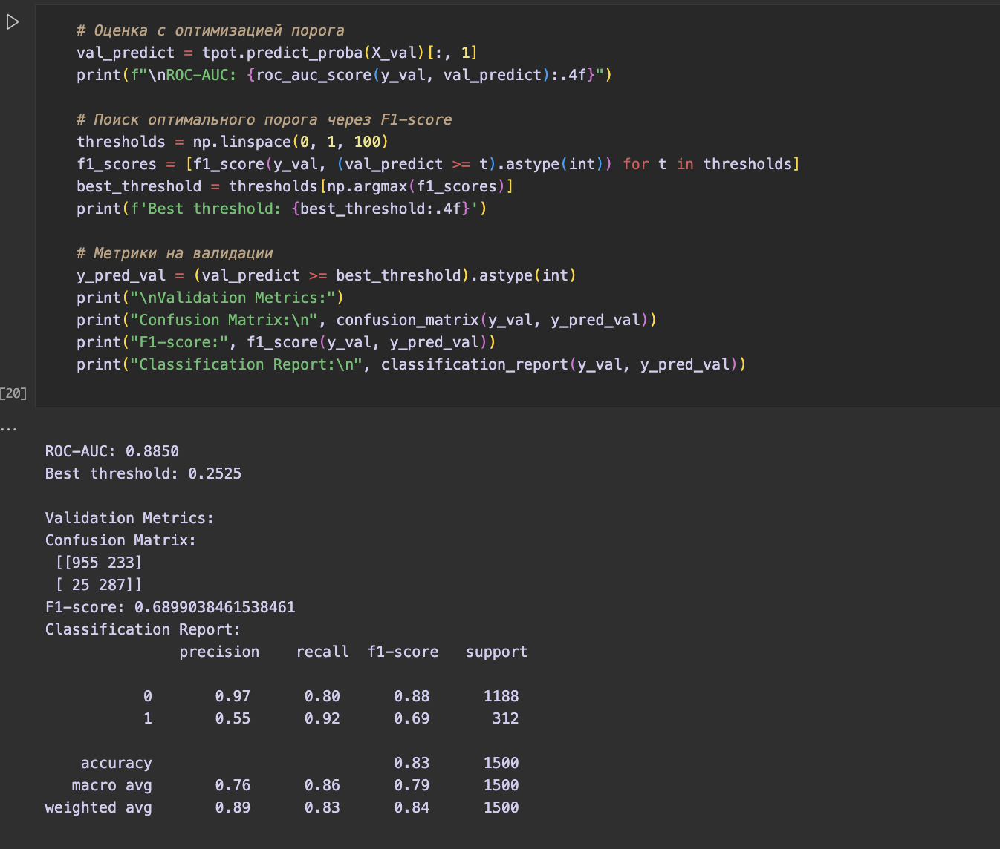 # Оценка с оптимизацией порога
val_predict = tpot.predict_proba(X_val)[:, 1]
print(f"\nROC-AUC: {roc_auc_score(y_val, val_predict):.4f}")
# Поиск оптимального порога через F1-score
thresholds = np.linspace(0, 1, 100)
f1_scores = [f1_score(y_val, (val_predict >= t).astype(int)) for t in thresholds]
best_threshold = thresholds[np.argmax(f1_scores)]
print(f'Best threshold: {best_threshold:.4f}')
# Метрики на валидации
y_pred_val = (val_predict >= best_threshold).astype(int)
print("\nValidation Metrics:")
print("Confusion Matrix:\n", confusion_matrix(y_val, y_pred_val))
print("F1-score:", f1_score(y_val, y_pred_val))
print("Classification Report:\n", classification_report(y_val, y_pred_val))
[20]
...
ROC-AUC: 0.8850
Best threshold: 0.2525
Validation Metrics:
Confusion Matrix:
[[955 233]
[ 25 287]]
F1-score: 0.6899038461538461
Classification Report:
precision recall f1-score support
0 0.97 0.80 0.88 1188
1 0.55 0.92 0.69 312
accuracy 0.83 1500
macro avg 0.76 0.86 0.79 1500
weighted avg 0.89 0.83 0.84 1500